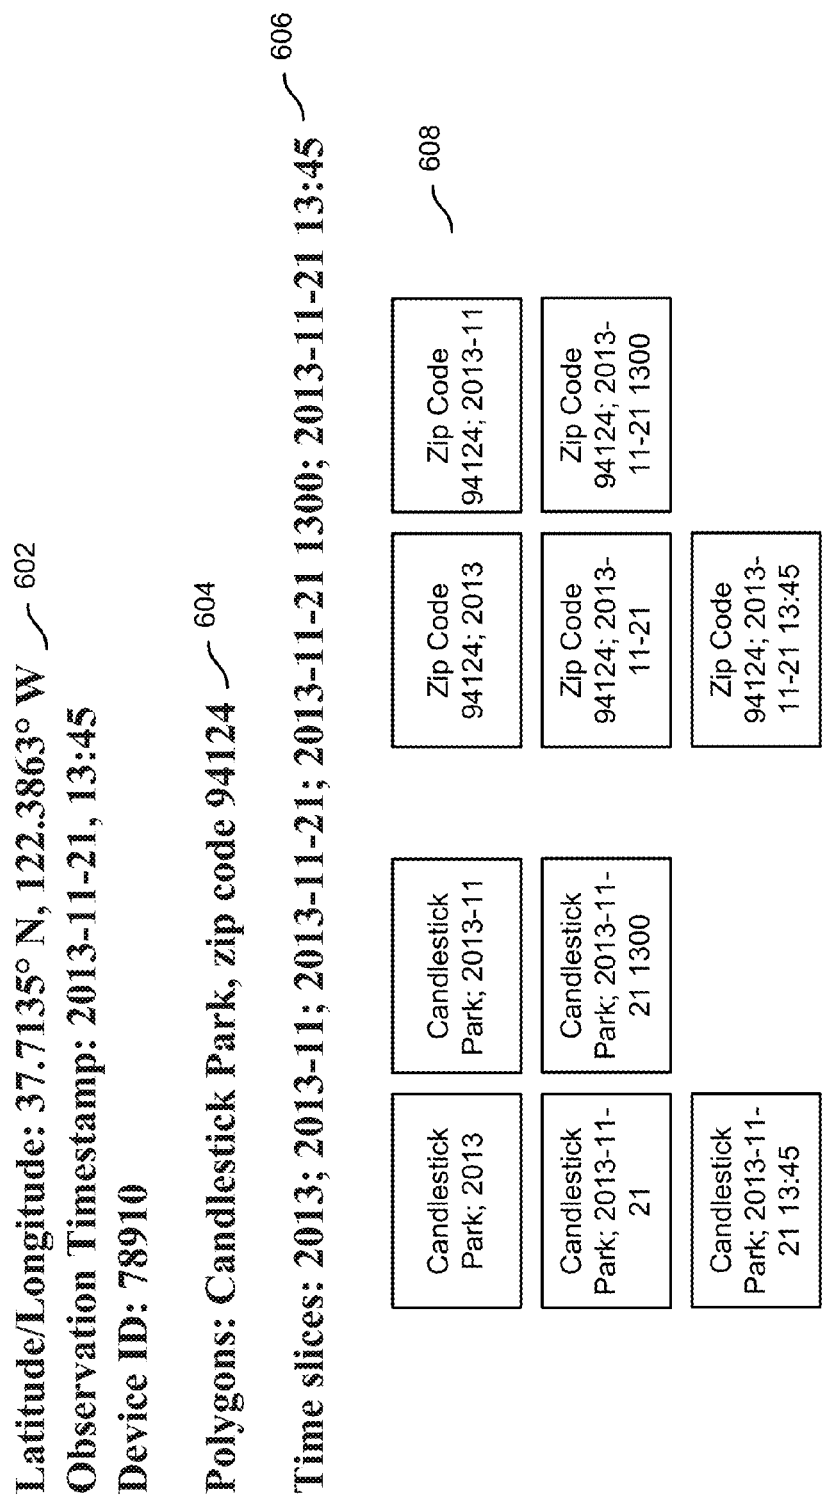 Latitude/Longitude: 37.7135° N, 122.3863° W 602
Observation Timestamp: 2013-11-21, 13:45
Device ID: 78910
Polygons: Candlestick Park, zip code 94124 604
Time slices: 2013; 2013-11; 2013-11-21; 2013-11-21 1300; 2013-11-21 13:45 606
608
Candlestick
Park; 2013
Candlestick
Park; 2013-11
Zip Code
94124; 2013
Zip Code
94124; 2013-11
Candlestick
Park; 2013-11-
21
Candlestick
Park; 2013-11-
21 1300
Zip Code
94124; 2013-
11-21
Zip Code
94124; 2013-
11-21 1300
Candlestick
Park; 2013-11-
21 13:45
Zip Code
94124; 2013-
11-21 13:45